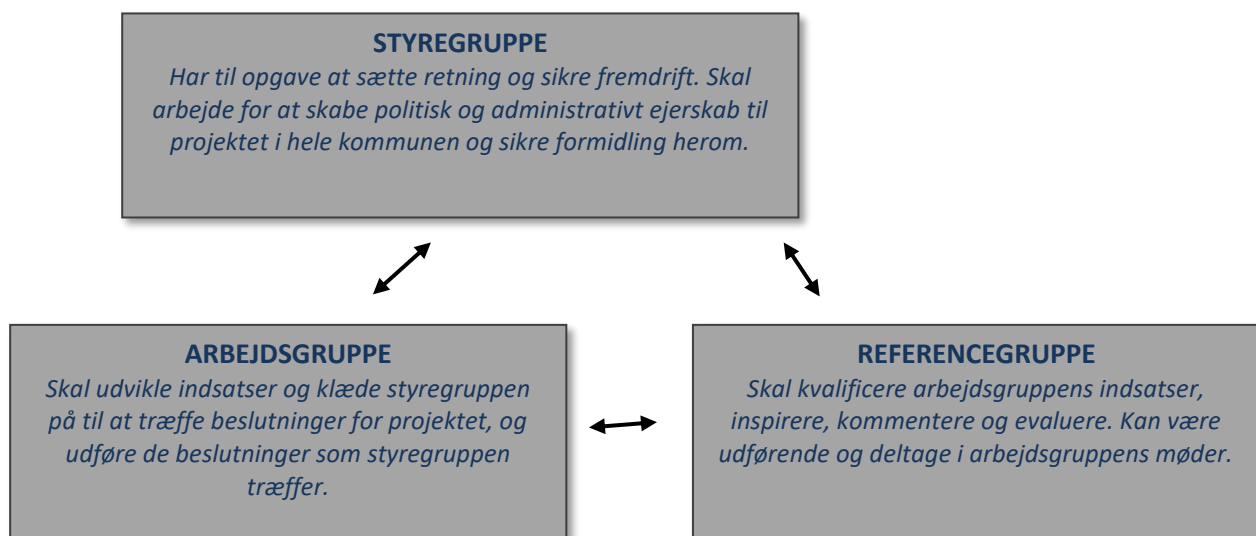 STYREGRUPPE
Har til opgave at sætte retning og sikre fremdrift. Skal
arbejde for at skabe politisk og administrativt ejerskab til
projektet i hele kommunen og sikre formidling herom.
ARBEJDSGRUPPE
Skal udvikle indsatser og klæde styregruppen
på til at træffe beslutninger for projektet, og
udføre de beslutninger som styregruppen
træffer.
REFERENCEGRUPPE
Skal kvalificere arbejdsgruppens indsatser,
inspirere, kommentere og evaluere. Kan være
udførende og deltage i arbejdsgruppens møder.